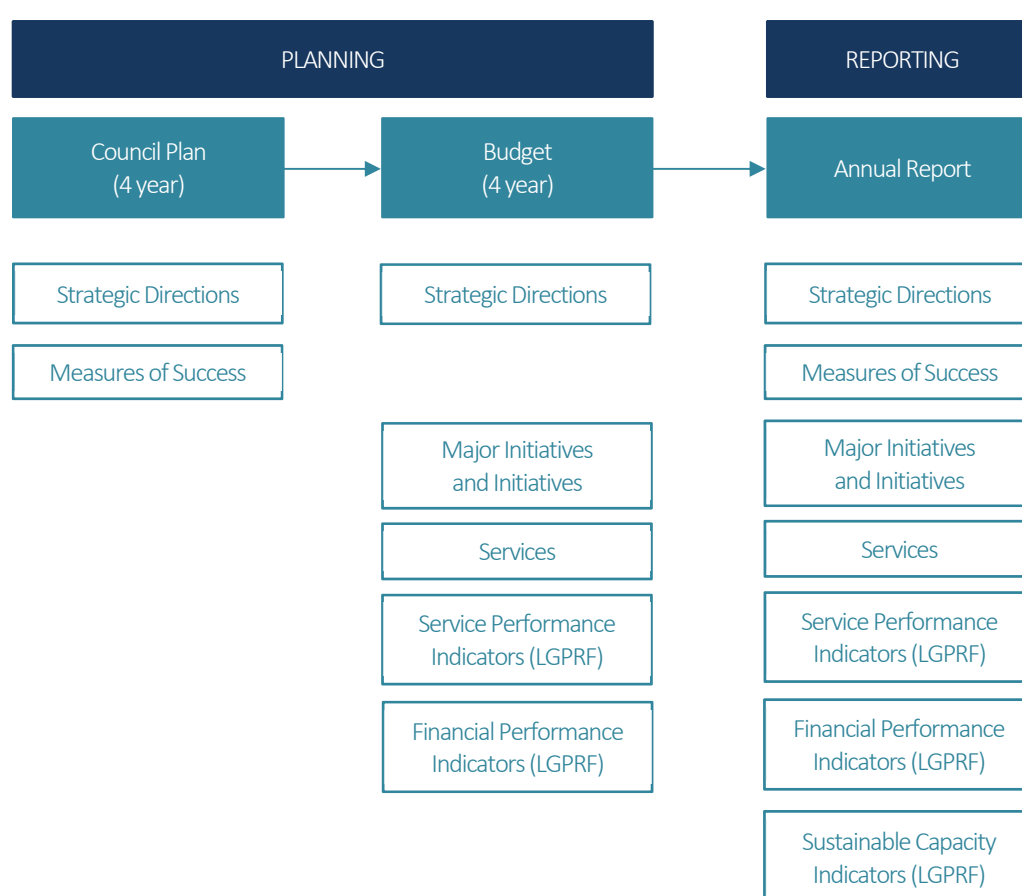 PLANNING
REPORTING
Council Plan
(4 year)
Budget
(4 year)
Annual Report
Strategic Directions
Strategic Directions
Strategic Directions
Measures of Success
Measures of Success
Major Initiatives
and Initiatives
Major Initiatives
and Initiatives
Services
Services
Service Performance
Indicators (LGPRF)
Service Performance
Indicators (LGPRF)
Financial Performance
Indicators (LGPRF)
Financial Performance
Indicators (LGPRF)
Sustainable Capacity
Indicators (LGPRF)